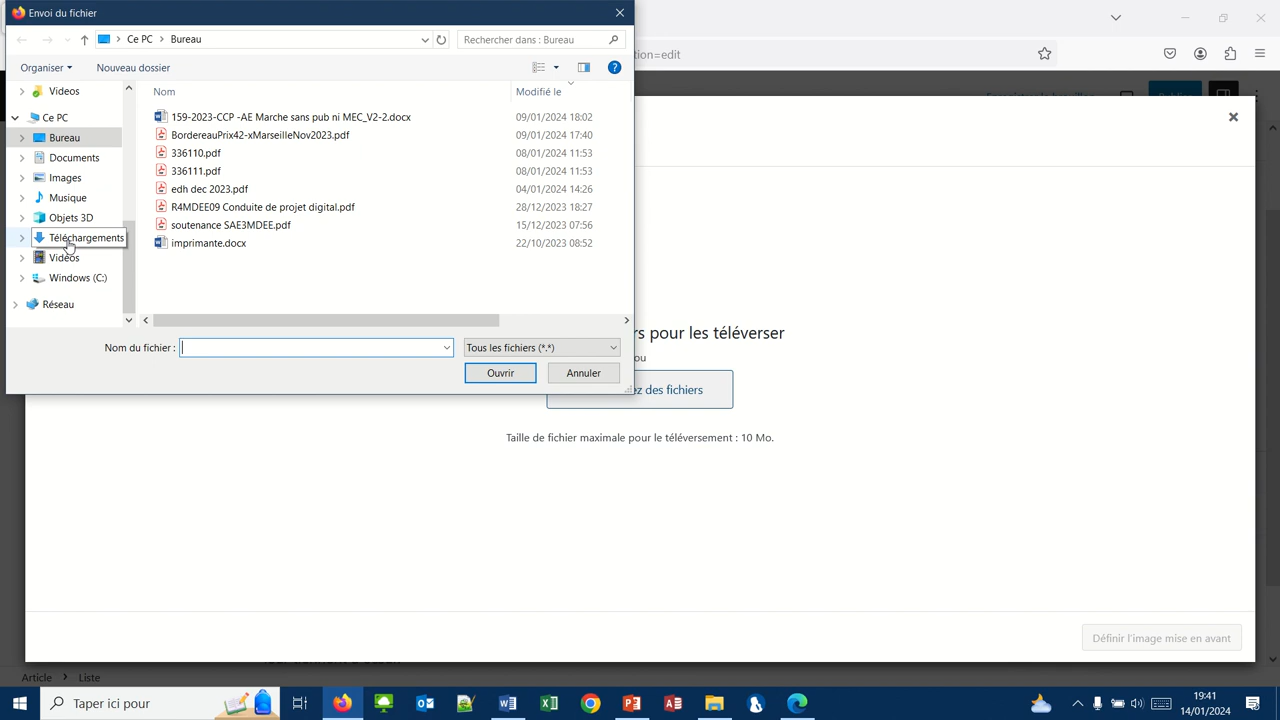 Envoi du fichier
Ce PC
Bureau
Rechercher dans : Bureau
tion=edit
Organiser
Nouveau dossier
?
Videos
Nom
Modifié le
Ce PC
159-2023-CCP -AE Marche sans pub ni MEC_V2-2.docx
09/01/2024 18:02
Bureau
BordereauPrix42-xMarseilleNov2023.pdf
09/01/2024 17:40
Documents
336110.pdf
08/01/2024 11:53
Images
336111.pdf
08/01/2024 11:53
Musique
edh dec 2023.pdf
04/01/2024 14:26
Objets 3D
R4MDEE09 Conduite de projet digital.pdf
28/12/2023 18:27
Téléchargements
soutenance SAE3MDEE.pdf
15/12/2023 07:56
imprimante.docx
22/10/2023 08:52
Vidéos
Windows (C:)
Réseau
rs pour les téléverser
Nom du fichier :
Tous les fichiers (*.*)
ou
Ouvrir
Annuler
ez des fichiers
Taille de fichier maximale pour le téléversement : 10 Mo.
Définir l'image mise en avant
Article
Liste
Taper ici pour
19:41
14/01/2024